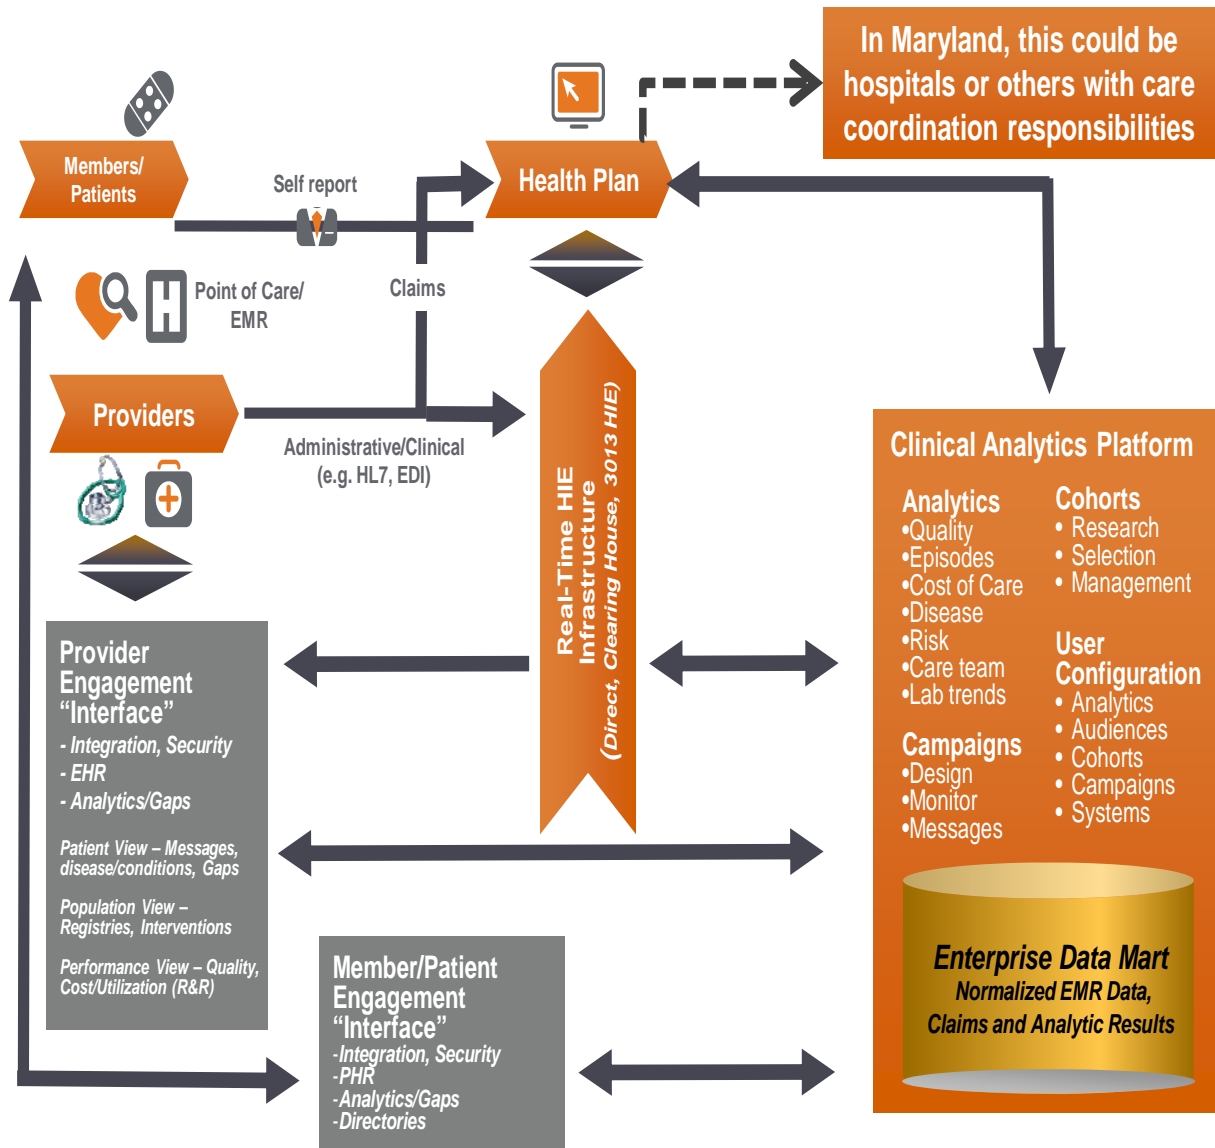 In Maryland, this could be
hospitals or others with care
coordination responsibilities
Members/
Patients
Self report
Health Plan
Point of Care/
EMR
Claims
Providers
Administrative/Clinical
(e.g. HL7, EDI)
Real-Time HIE
Infrastructure
(Direct, Clearing House, 3013 HIE)
Provider
Engagement
“Interface”
- Integration, Security
- EHR
- Analytics/Gaps
Patient View – Messages,
disease/conditions, Gaps
Population View –
Registries, Interventions
Performance View – Quality,
Cost/Utilization (R&R)
Member/Patient
Engagement
“Interface”
-Integration, Security
-PHR
-Analytics/Gaps
-Directories
Clinical Analytics Platform
Analytics
•Quality
•Episodes
•Cost of Care
•Disease
•Risk
•Care team
•Lab trends
Campaigns
•Design
•Monitor
•Messages
Cohorts
• Research
• Selection
• Management
User
Configuration
• Analytics
• Audiences
• Cohorts
• Campaigns
• Systems
Enterprise Data Mart
Normalized EMR Data,
Claims and Analytic Results